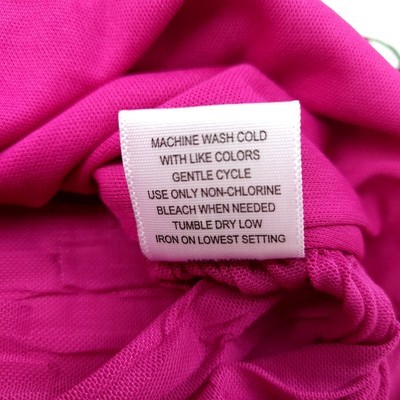 MACHINE WASH COLD
WITH LIKE COLORS
GENTLE CYCLE
USE ONLY NON-CHLORINE
BLEACH WHEN NEEDED
TUMBLE DRY LOW
IRON ON LOWEST SETTING